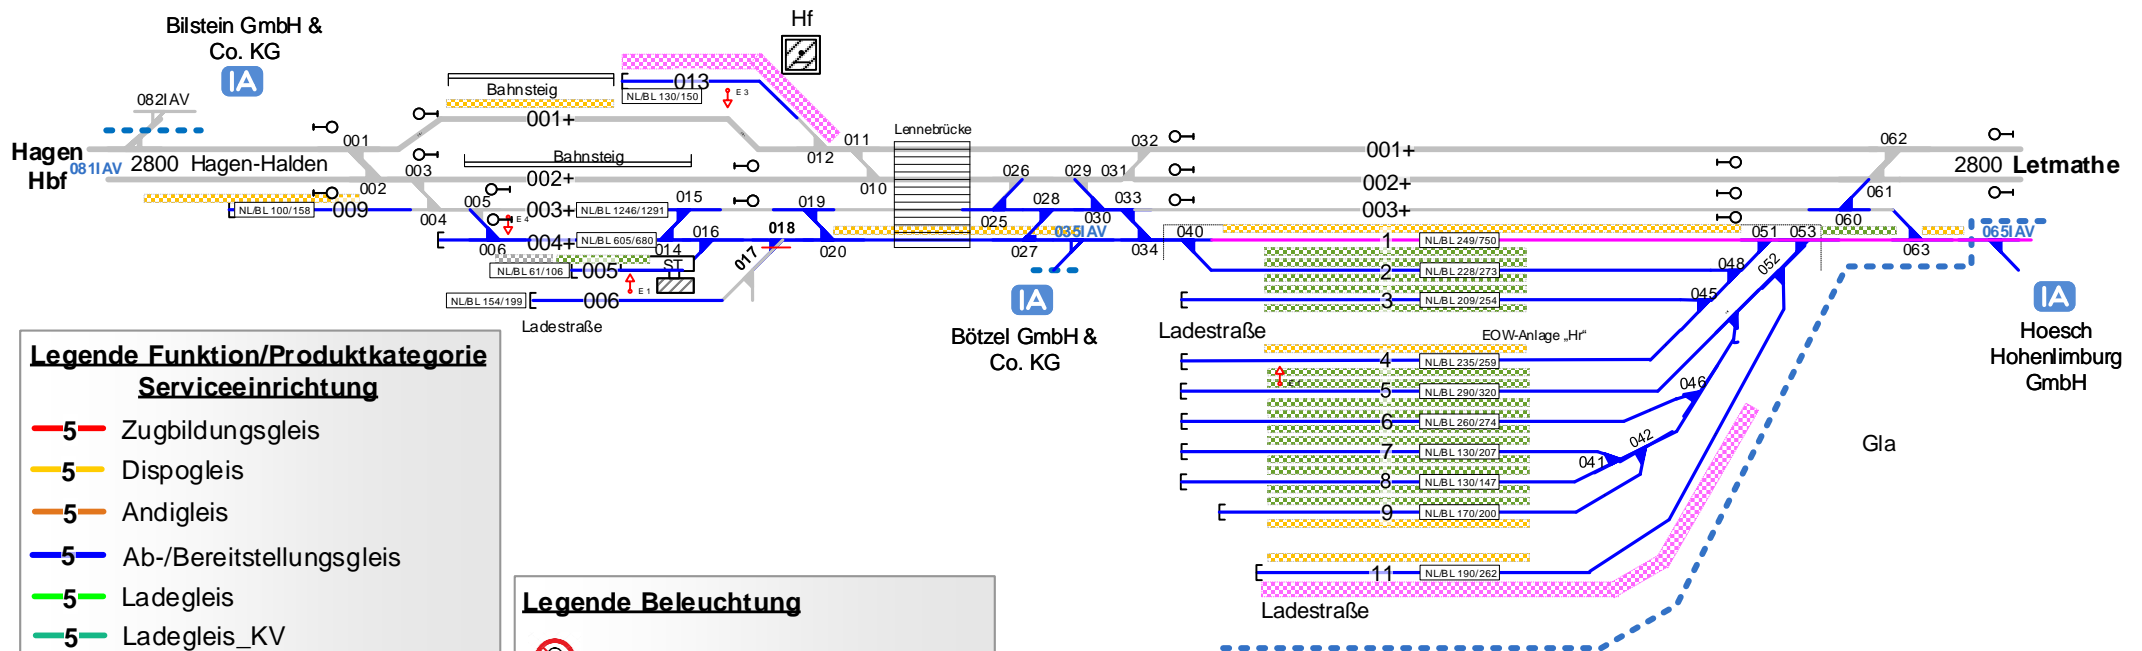 Bilstein GmbH &
Co. KG
IA
Hf
082IAV
Bahnsteig
013
NL/BL 130/150
E 3
001+
Hagen
Hbf
081IAV
2800 Hagen-Halden
001
002
003
Bahnsteig
002+
012
011
010
Lennebrücke
026
029
031
032
001+
002+
062
2800 Letmathe
NL/BL 100/158
009
004
005
003+
NL/BL 1246/1291
015
019
025
028
030
033
003+
061
060
006
E 4
004+
NL/BL 605/680
014
016
017
018
020
027
035IAV
034
040
1
NL/BL 249/750
051
053
063
065IAV
NL/BL 61/106
005
ST
2
NL/BL 228/273
048
052
NL/BL 154/199
006
E 1
Ladestraße
IA
Bötzel GmbH &
Co. KG
Ladestraße
3
NL/BL 209/254
045
EOW-Anlage „Hr“
IA
Hoesch
Hohenlimburg
GmbH
4
NL/BL 235/259
5
NL/BL 290/320
046
6
NL/BL 260/274
7
NL/BL 130/207
041
042
Gla
8
NL/BL 130/147
9
NL/BL 170/200
11
NL/BL 190/262
Ladestraße
Legende Funktion/Produktkategorie
Serviceeinrichtung
5 Zugbildungsgleis
5 Dispogleis
5 Andigleis
5 Ab-/Bereitstellungsgleis
5 Ladegleis
5 Ladegleis_KV
Legende Beleuchtung